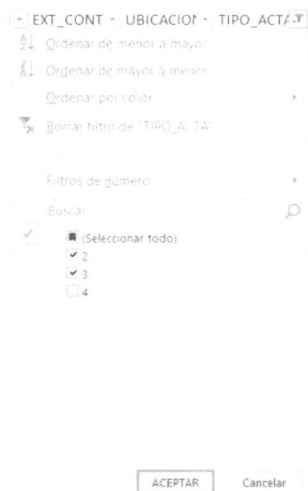 EXT_CONT UBICACION TIPO_ACTA
Ordenar de menor a mayor
Ordenar de mayor a menor
Ordenar por color
Borrar filtro de "TIPO_ACTA"
Filtros de número
Buscar
(Seleccionar todo)
2
3
4
ACEPTAR Cancelar